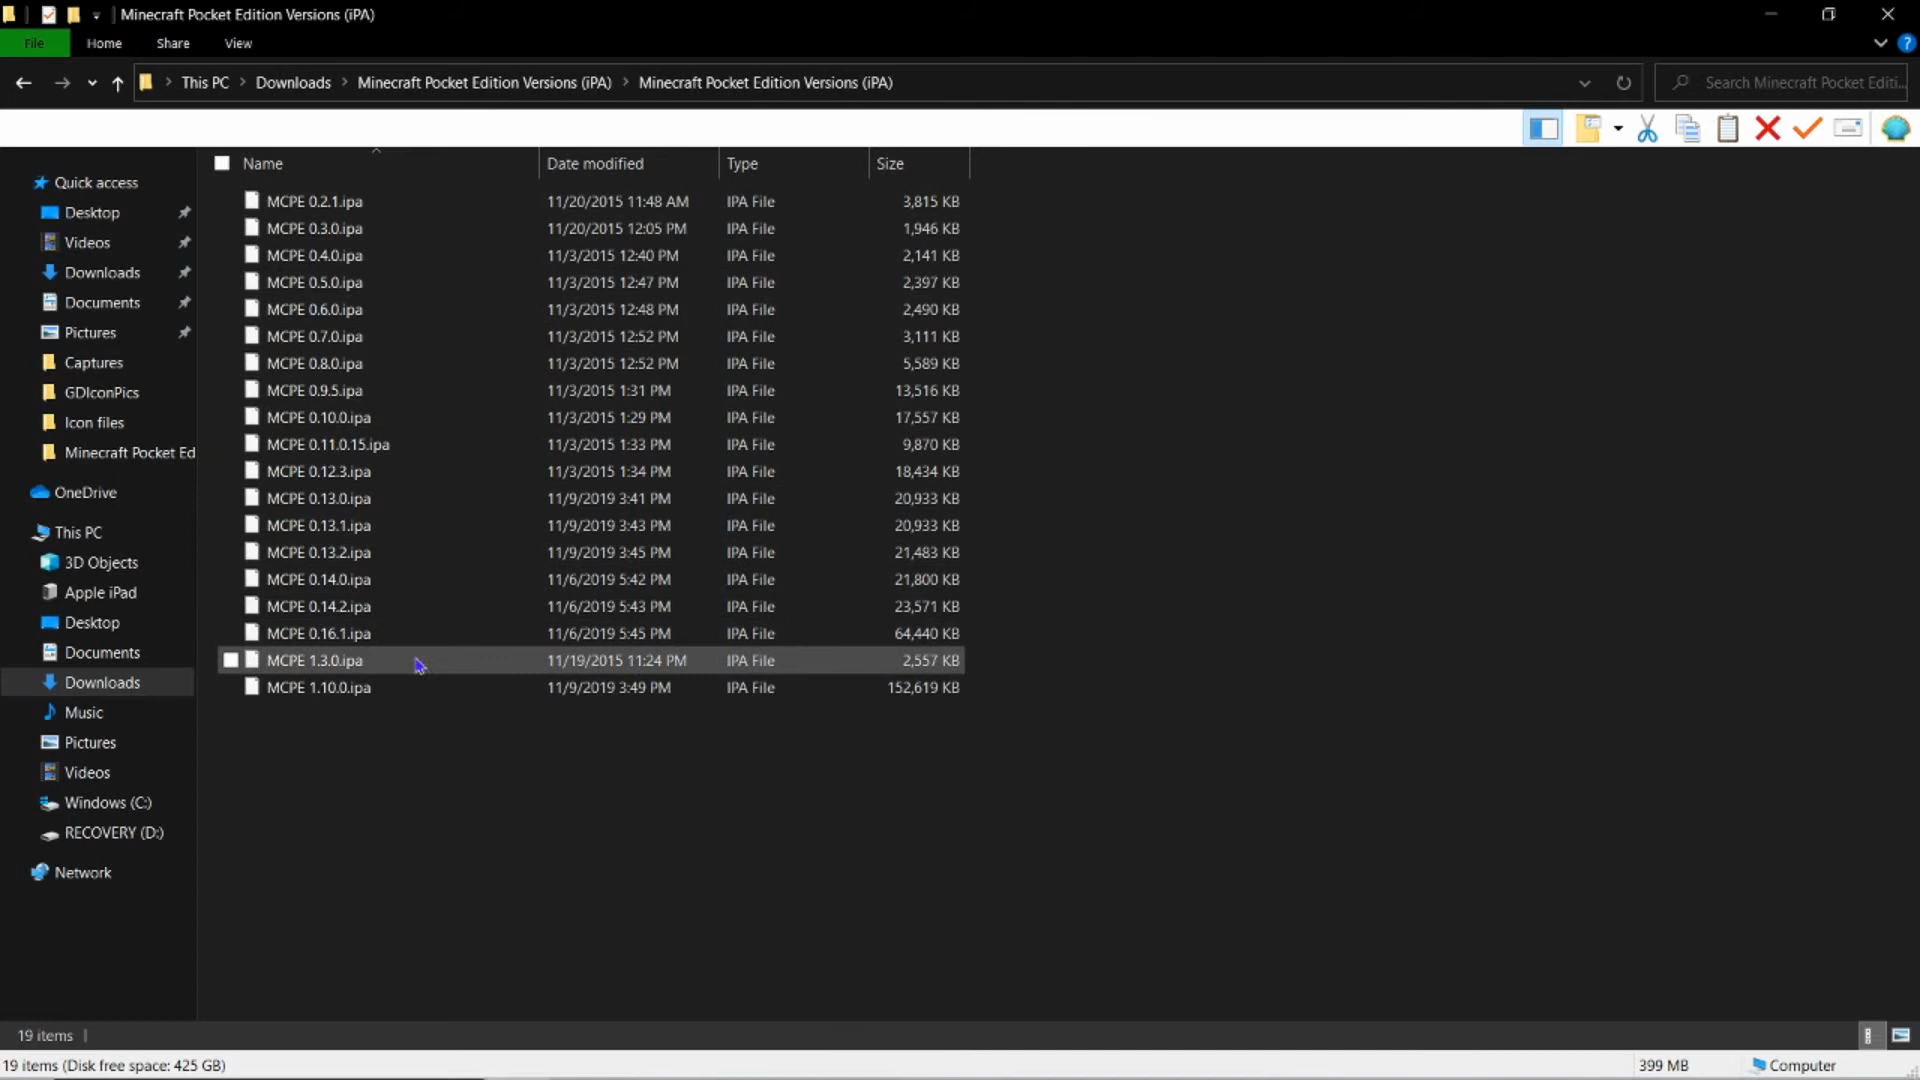 Minecraft Pocket Edition Versions (iPA)
File Home Share View
This PC Downloads Minecraft Pocket Edition Versions (iPA) Minecraft Pocket Edition Versions (iPA) Search Minecraft Pocket Editi...
Name Date modified Type Size
Quick access
Desktop
Videos
Downloads
Documents
Pictures
Captures
GDIconPics
Icon files
Minecraft Pocket Ed
OneDrive
This PC
3D Objects
Apple iPad
Desktop
Documents
Downloads
Music
Pictures
Videos
Windows (C:)
RECOVERY (D:)
Network
MCPE 0.2.1.ipa 11/20/2015 11:48 AM IPA File 3,815 KB
MCPE 0.3.0.ipa 11/20/2015 12:05 PM IPA File 1,946 KB
MCPE 0.4.0.ipa 11/3/2015 12:40 PM IPA File 2,141 KB
MCPE 0.5.0.ipa 11/3/2015 12:47 PM IPA File 2,397 KB
MCPE 0.6.0.ipa 11/3/2015 12:48 PM IPA File 2,490 KB
MCPE 0.7.0.ipa 11/3/2015 12:52 PM IPA File 3,111 KB
MCPE 0.8.0.ipa 11/3/2015 12:52 PM IPA File 5,589 KB
MCPE 0.9.5.ipa 11/3/2015 1:31 PM IPA File 13,516 KB
MCPE 0.10.0.ipa 11/3/2015 1:29 PM IPA File 17,557 KB
MCPE 0.11.0.15.ipa 11/3/2015 1:33 PM IPA File 9,870 KB
MCPE 0.12.3.ipa 11/3/2015 1:34 PM IPA File 18,434 KB
MCPE 0.13.0.ipa 11/9/2019 3:41 PM IPA File 20,933 KB
MCPE 0.13.1.ipa 11/9/2019 3:43 PM IPA File 20,933 KB
MCPE 0.13.2.ipa 11/9/2019 3:45 PM IPA File 21,483 KB
MCPE 0.14.0.ipa 11/6/2019 5:42 PM IPA File 21,800 KB
MCPE 0.14.2.ipa 11/6/2019 5:43 PM IPA File 23,571 KB
MCPE 0.16.1.ipa 11/6/2019 5:45 PM IPA File 64,440 KB
MCPE 1.3.0.ipa 11/19/2015 11:24 PM IPA File 2,557 KB
MCPE 1.10.0.ipa 11/9/2019 3:49 PM IPA File 152,619 KB
19 items
19 items (Disk free space: 425 GB) 399 MB Computer